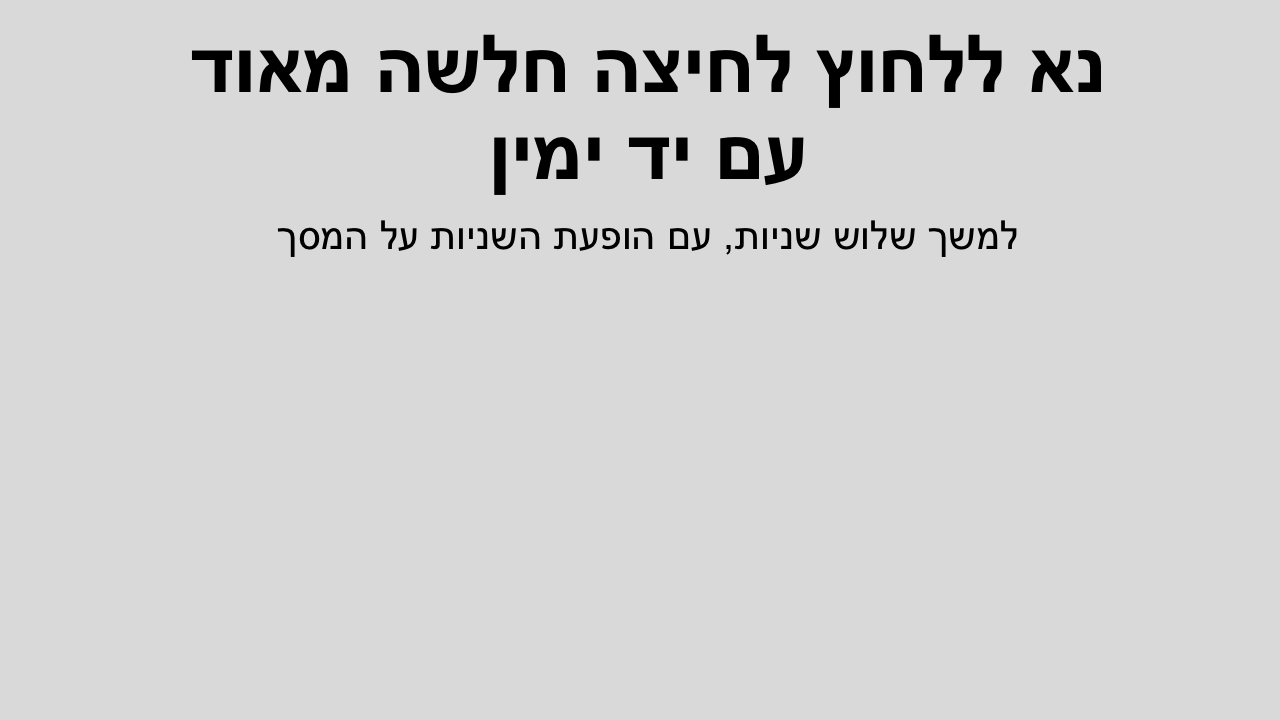 נא ללחוץ לחיצה חלשה מאוד
עם יד ימין
למשך שלוש שניות, עם הופעת השניות על המסך